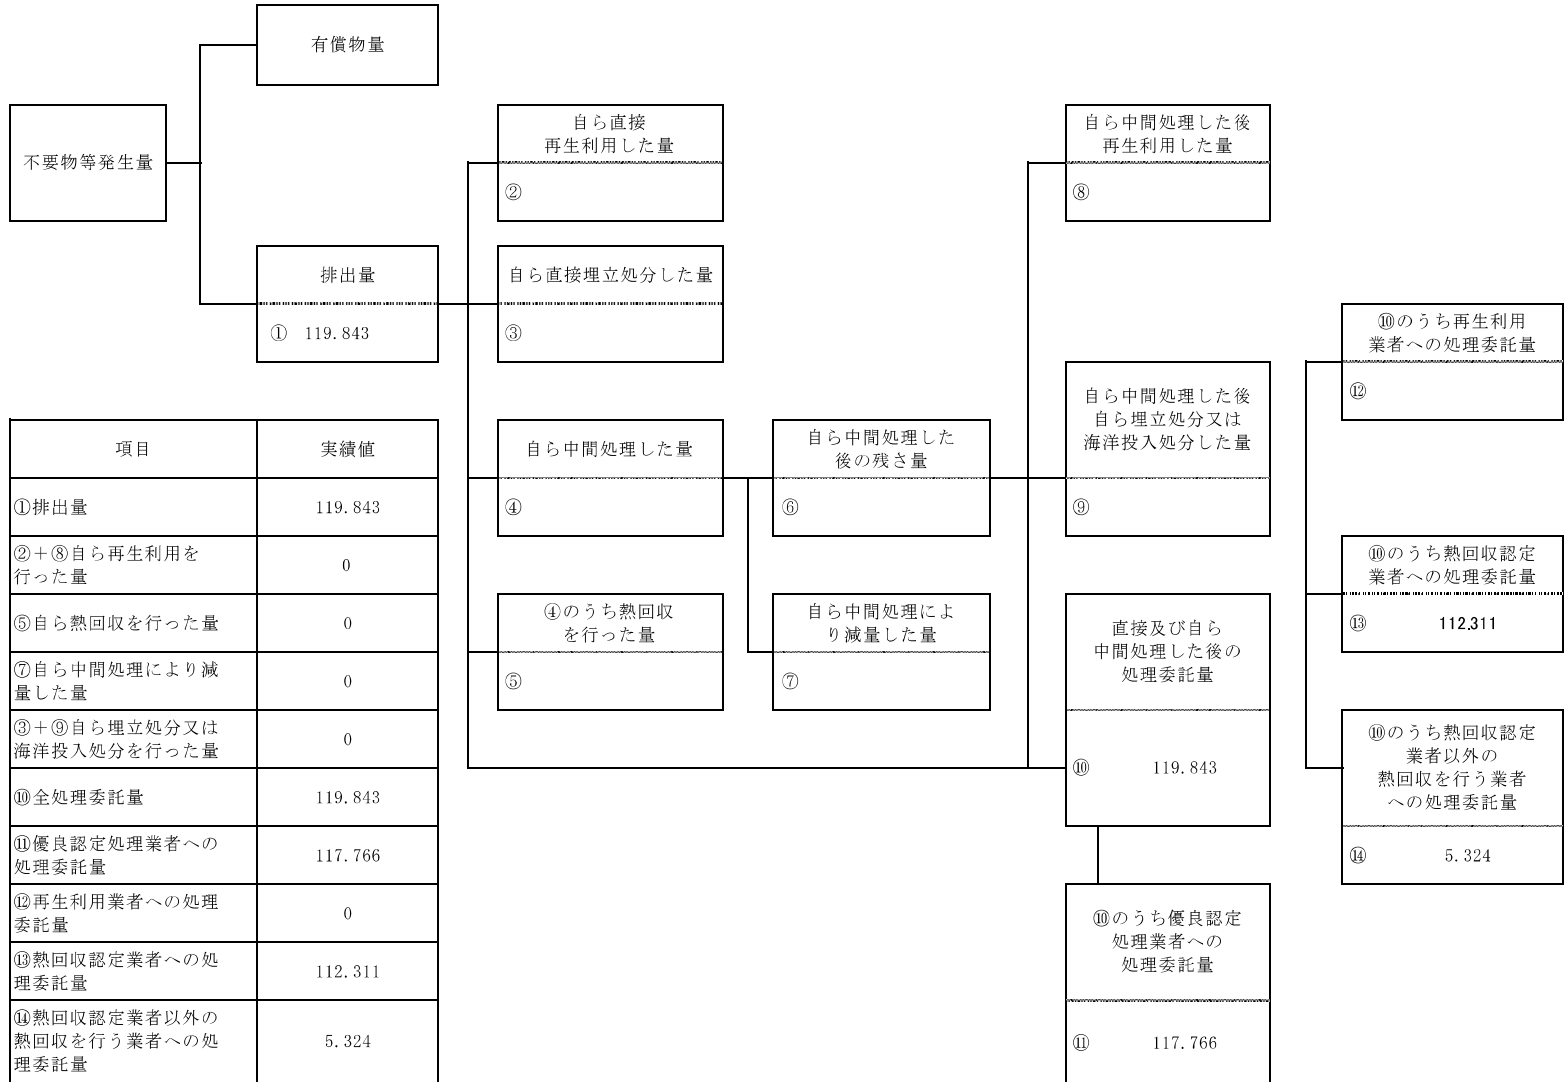 有償物量
不要物等発生量
排出量
① 119.843
自ら直接
再生利用した量
②
自ら直接埋立処分した量
③
自ら中間処理した量
④
④のうち熱回収
を行った量
⑤
自ら中間処理した
後の残さ量
⑥
自ら中間処理によ
り減量した量
⑦
自ら中間処理した後
再生利用した量
⑧
自ら中間処理した後
自ら埋立処分又は
海洋投入処分した量
⑨
直接及び自ら
中間処理した後の
処理委託量
⑩ 119.843
⑩のうち優良認定
処理業者への
処理委託量
⑪ 117.766
⑩のうち再生利用
業者への処理委託量
⑫
⑩のうち熱回収認定
業者への処理委託量
⑬ 112.311
⑩のうち熱回収認定
業者以外の
熱回収を行う業者
への処理委託量
⑭ 5.324
項目 実績値
①排出量 119.843
②+⑧自ら再生利用を
行った量 0
⑤自ら熱回収を行った量 0
⑦自ら中間処理により減
量した量 0
③+⑨自ら埋立処分又は
海洋投入処分を行った量 0
⑩全処理委託量 119.843
⑪優良認定処理業者への
処理委託量 117.766
⑫再生利用業者への処理
委託量 0
⑬熱回収認定業者への処
理委託量 112.311
⑭熱回収認定業者以外の
熱回収を行う業者への処
理委託量 5.324